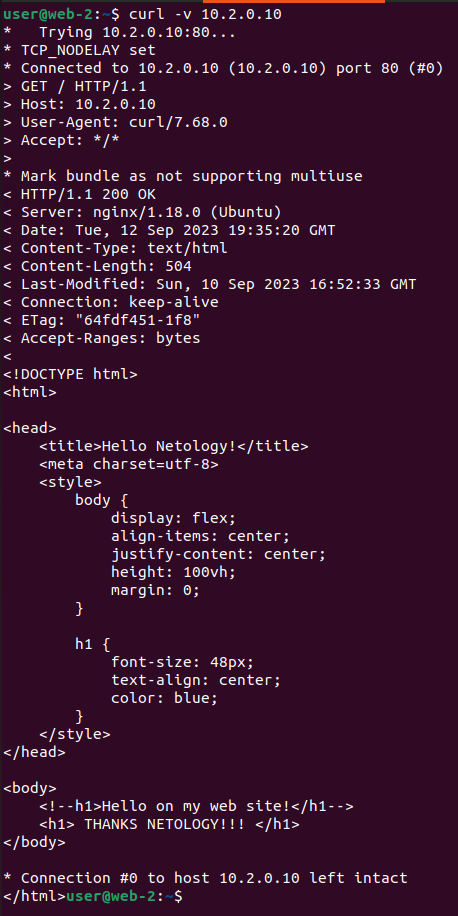 user@web-2:~$ curl -v 10.2.0.10
*   Trying 10.2.0.10:80...
* TCP_NODELAY set
* Connected to 10.2.0.10 (10.2.0.10) port 80 (#0)
> GET / HTTP/1.1
> Host: 10.2.0.10
> User-Agent: curl/7.68.0
> Accept: */*
>
* Mark bundle as not supporting multiuse
< HTTP/1.1 200 OK
< Server: nginx/1.18.0 (Ubuntu)
< Date: Tue, 12 Sep 2023 19:35:20 GMT
< Content-Type: text/html
< Content-Length: 504
< Last-Modified: Sun, 10 Sep 2023 16:52:33 GMT
< Connection: keep-alive
< ETag: "64fdf451-1f8"
< Accept-Ranges: bytes
<
<!DOCTYPE html>
<html>

<head>
    <title>Hello Netology!</title>
    <meta charset=utf-8>
    <style>
        body {
            display: flex;
            align-items: center;
            justify-content: center;
            height: 100vh;
            margin: 0;
        }

        h1 {
            font-size: 48px;
            text-align: center;
            color: blue;
        }
    </style>
</head>

<body>
    <!--h1>Hello on my web site!</h1-->
    <h1> THANKS NETOLOGY!!! </h1>
</body>

* Connection #0 to host 10.2.0.10 left intact
</html>user@web-2:~$